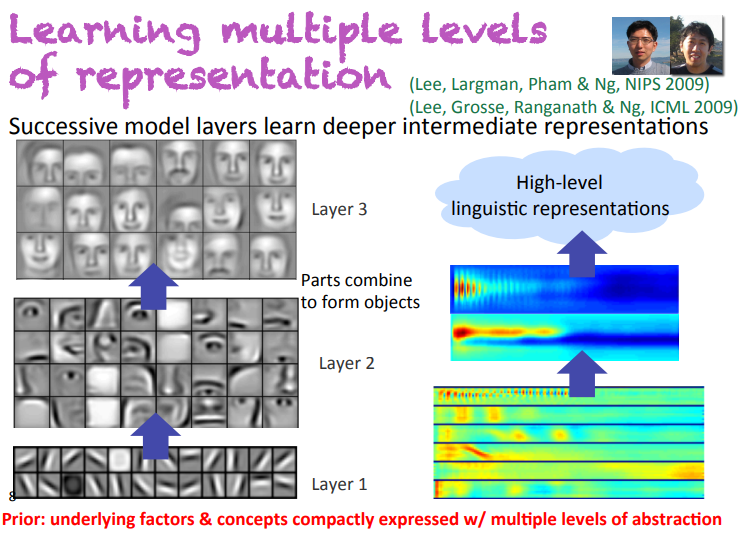 Learning multiple levels
of representation
(Lee, Largman, Pham & Ng, NIPS 2009)
(Lee, Grosse, Ranganath & Ng, ICML 2009)
Successive model layers learn deeper intermediate representations
Layer 3
High-level
linguistic representations
Parts combine
to form objects
Layer 2
Layer 1
8
Prior: underlying factors & concepts compactly expressed w/ multiple levels of abstraction